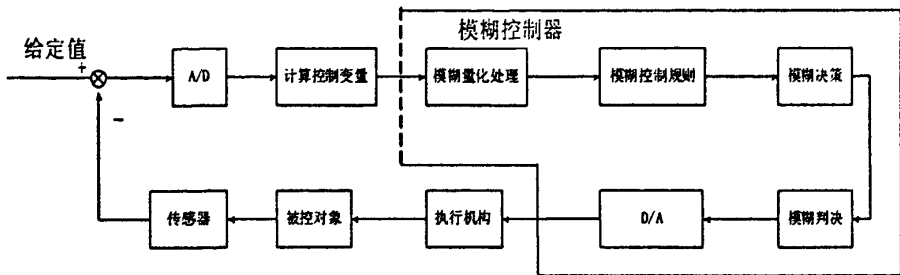 模糊控制器
给定值
+
A/D
计算控制变量
模糊量化处理
模糊控制规则
模糊决策
-
传感器
被控对象
执行机构
D/A
模糊判决